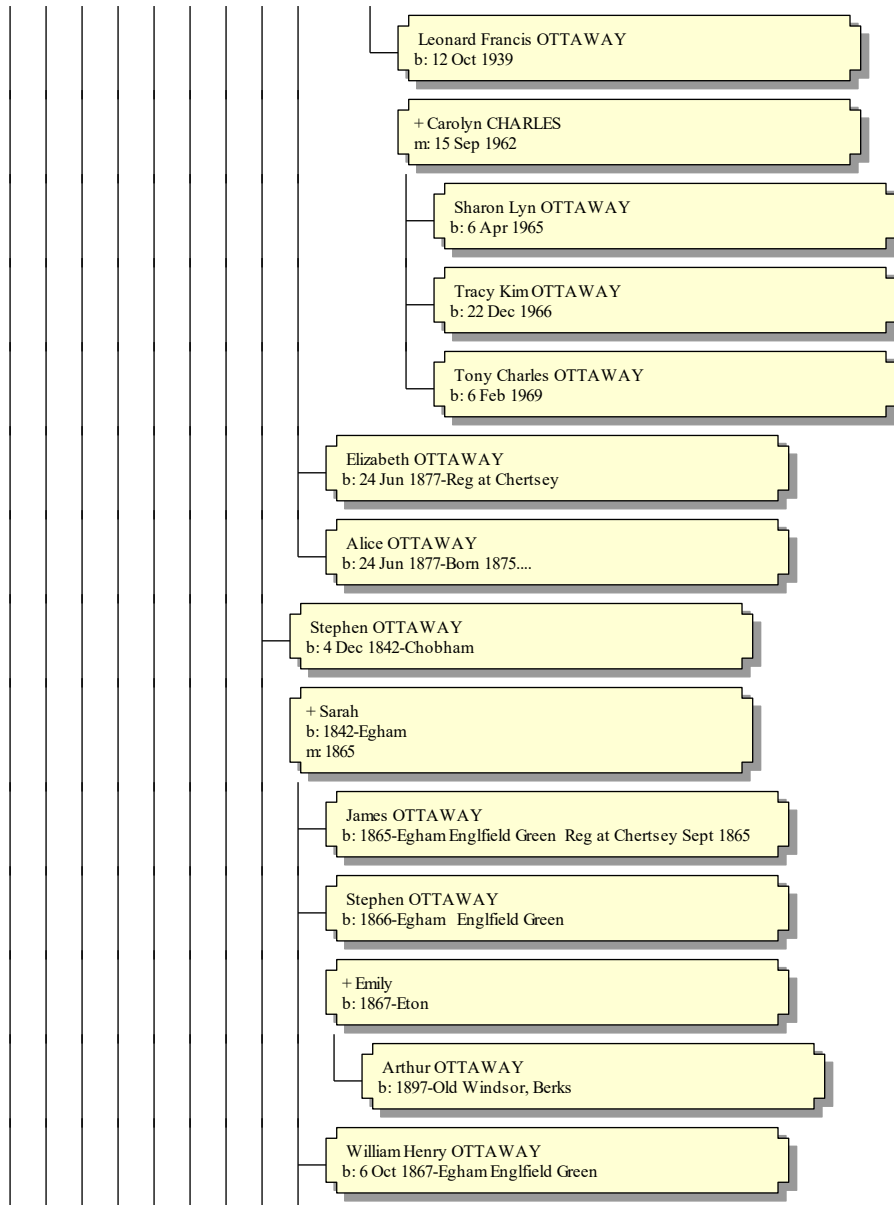 Leonard Francis OTTAWAY
b: 12 Oct 1939
+ Carolyn CHARLES
m: 15 Sep 1962
Sharon Lyn OTTAWAY
b: 6 Apr 1965
Tracy Kim OTTAWAY
b: 22 Dec 1966
Tony Charles OTTAWAY
b: 6 Feb 1969
Elizabeth OTTAWAY
b: 24 Jun 1877-Reg at Chertsey
Alice OTTAWAY
b: 24 Jun 1877-Born 1875....
Stephen OTTAWAY
b: 4 Dec 1842-Chobham
+ Sarah
b: 1842-Egham
m: 1865
James OTTAWAY
b: 1865-Egham Englfield Green  Reg at Chertsey Sept 1865
Stephen OTTAWAY
b: 1866-Egham  Englfield Green
+ Emily
b: 1867-Eton
Arthur OTTAWAY
b: 1897-Old Windsor, Berks
William Henry OTTAWAY
b: 6 Oct 1867-Egham Englfield Green